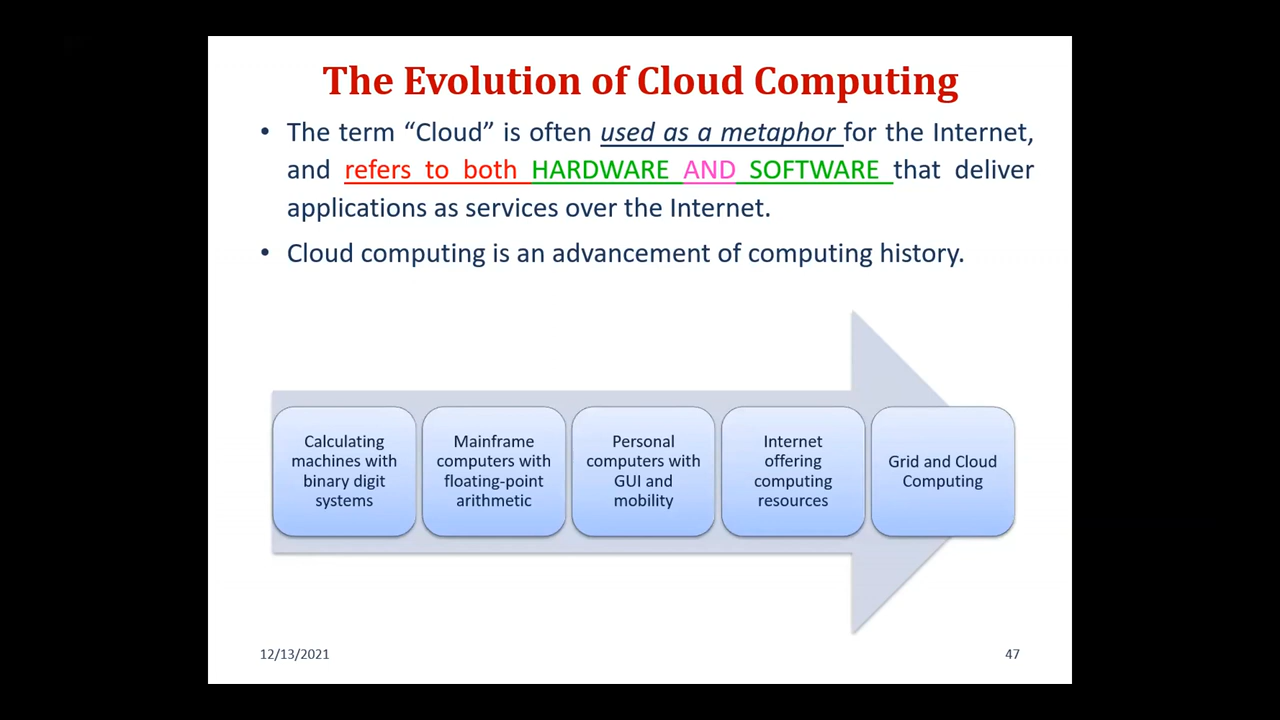 The Evolution of Cloud Computing
• The term “Cloud” is often used as a metaphor for the Internet,
and refers to both HARDWARE AND SOFTWARE that deliver
applications as services over the Internet.
• Cloud computing is an advancement of computing history.
Calculating
machines with
binary digit
systems
Mainframe
computers with
floating-point
arithmetic
Personal
computers with
GUI and
mobility
Internet
offering
computing
resources
Grid and Cloud
Computing
12/13/2021
47